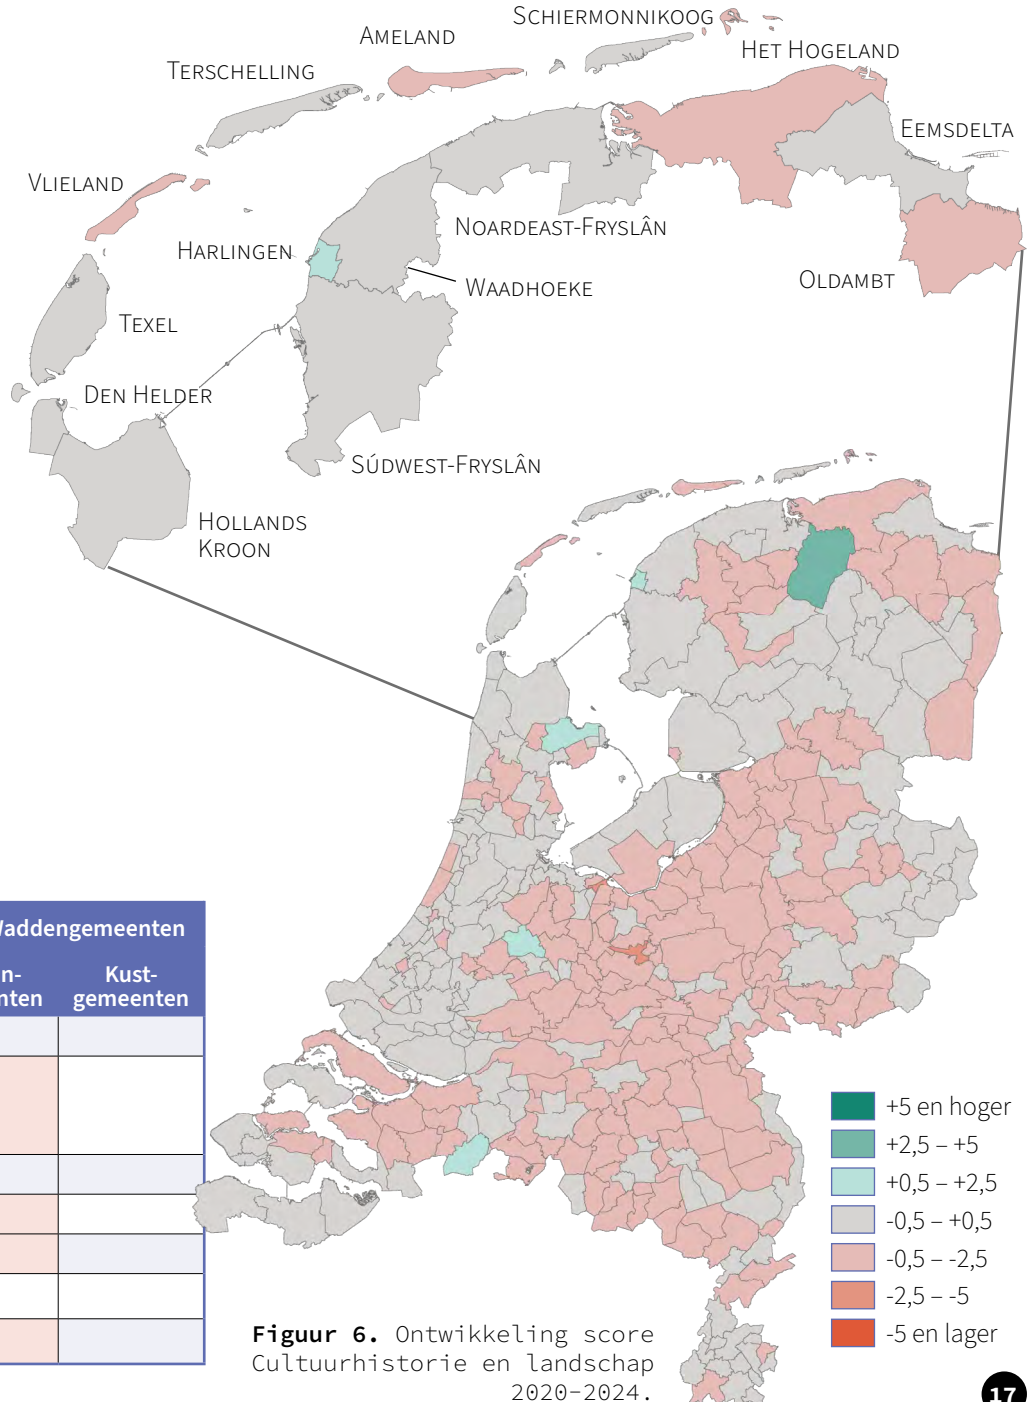 SCHIERMONNIKOOG
AMELAND
HET HOGELAND
TERSCHELLING
EEMSDELTA
VLIELAND
NOARDEAST-FRYSLÂN
HARLINGEN
OLDAMBT
WAADHOEKE
TEXEL
DEN HELDER
SÚDWEST-FRYSLÂN
HOLLANDS
KROON
Waddengemeenten
n-
nten
Kust-
gemeenten
+5 en hoger
+2,5 – +5
+0,5 – +2,5
-0,5 – +0,5
-0,5 – -2,5
-2,5 – -5
-5 en lager
Figuur 6. Ontwikkeling score
Cultuurhistorie en landschap
2020-2024.
17